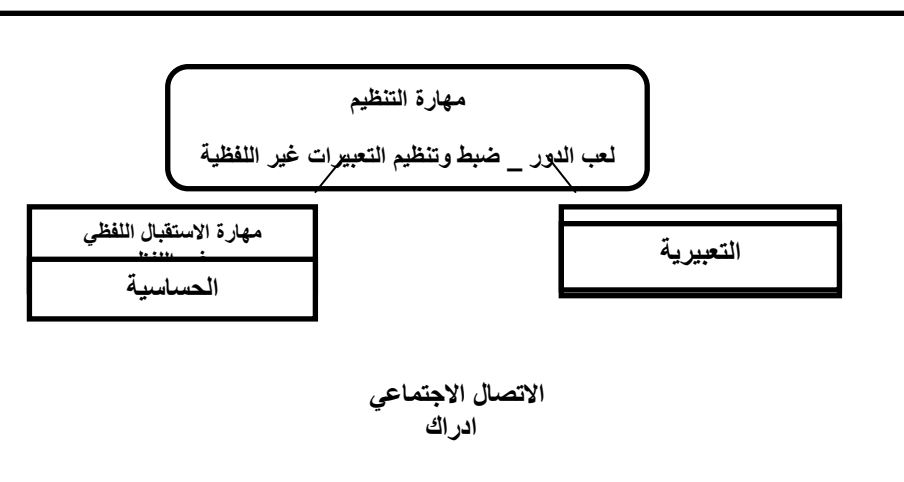 مهارة التنظيم
لعب الدور _ ضبط وتنظيم التعبيرات غير اللفظية
التعبيرية
مهارة الاستقبال اللفظي
الحساسية
الاتصال الاجتماعي
ادراك